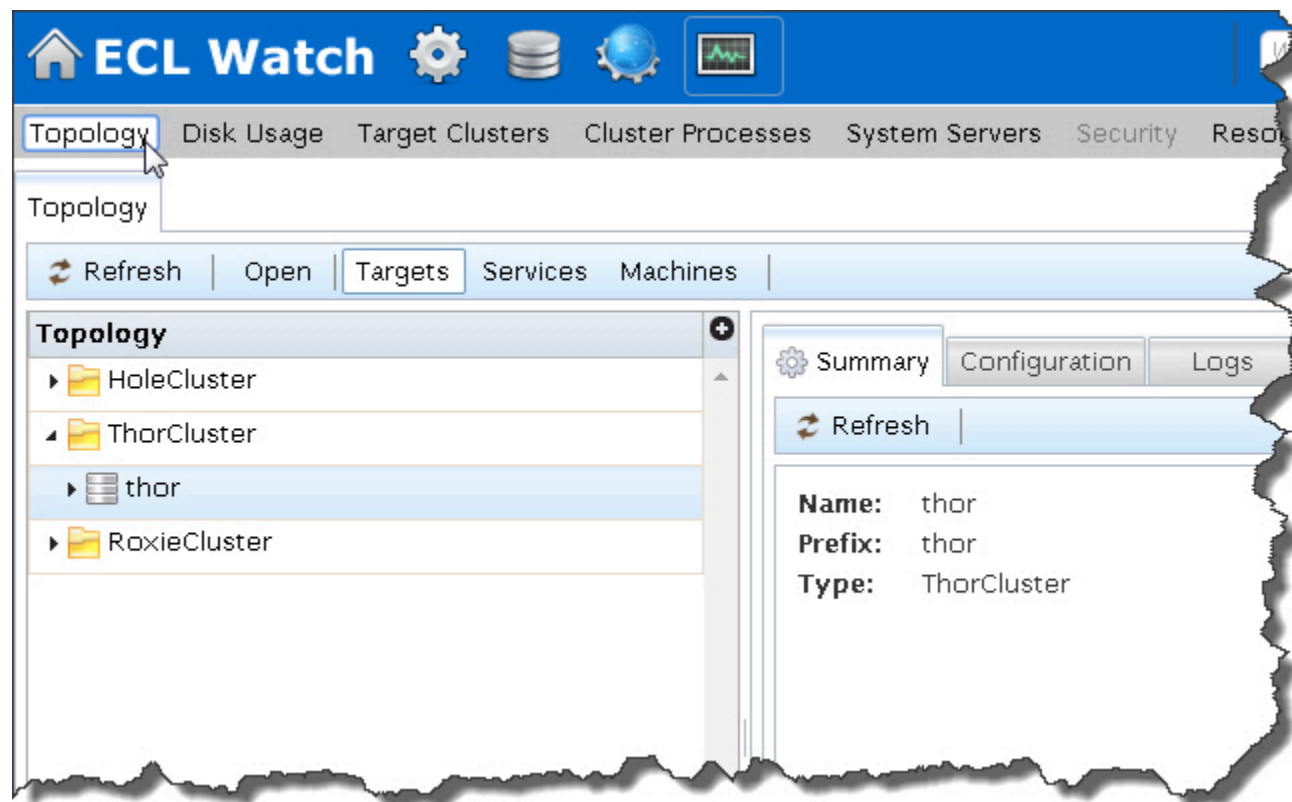 ECL Watch
Topology Disk Usage Target Clusters Cluster Processes System Servers Security
Topology
Refresh Open Targets Services Machines
Topology
HoleCluster
ThorCluster
thor
RoxieCluster
Summary Configuration Logs
Refresh
Name: thor
Prefix: thor
Type: ThorCluster